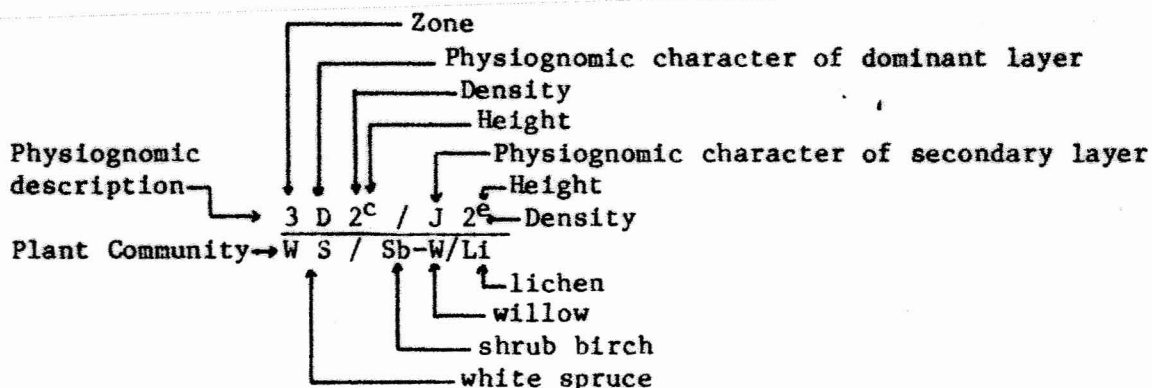 Zone
Physiognomic character of dominant layer
Density
Height
Physiognomic Physiognomic character of secondary layer
description Height
3 D 2ᶜ / J 2ᵉ Density
Plant Community W S / Sb-W/Li
lichen
willow
shrub birch
white spruce